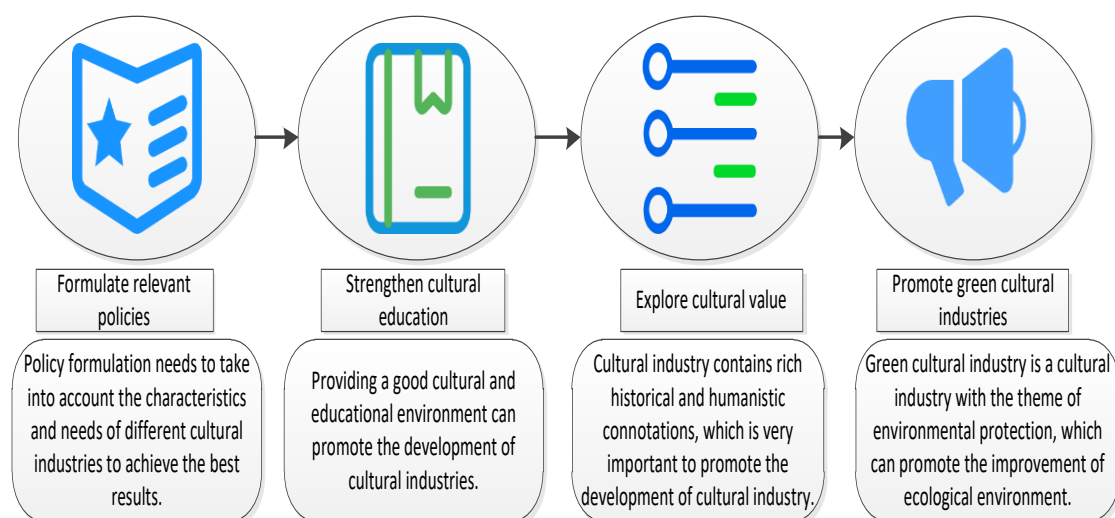 Formulate relevant
policies
Strengthen cultural
education
Explore cultural value
Promote green cultural
industries
Policy formulation needs to take
into account the characteristics
and needs of different cultural
industries to achieve the best
results.
Providing a good cultural and
educational environment can
promote the development of
cultural industries.
Cultural industry contains rich
historical and humanistic
connotations, which is very
important to promote the
development of cultural industry.
Green cultural industry is a cultural
industry with the theme of
environmental protection, which
can promote the improvement of
ecological environment.